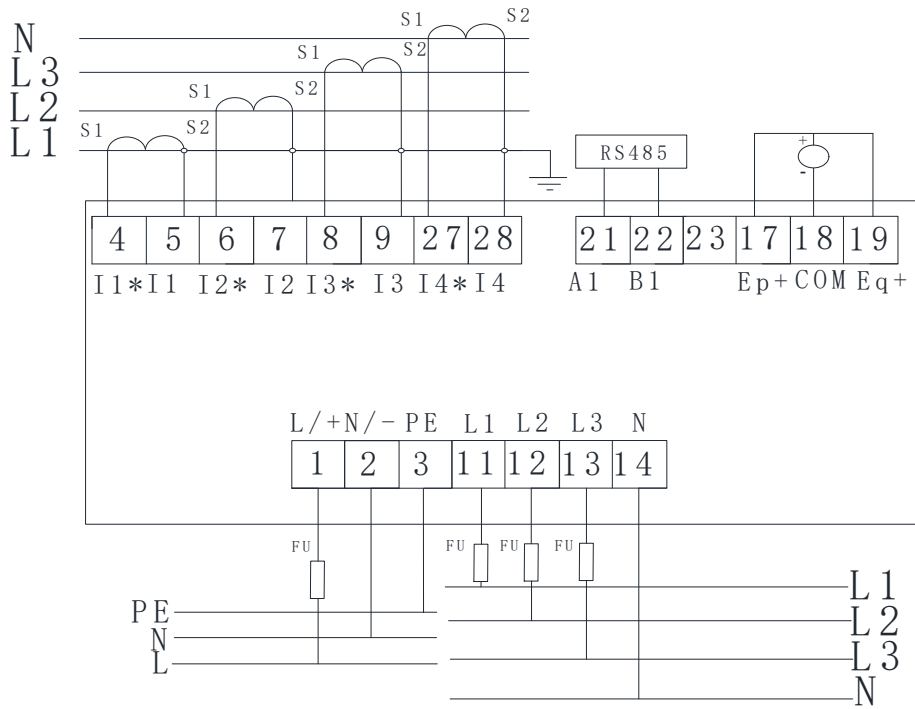 S1 S2
N
S1 S2
L3
S1 S2
L2
S1 S2
L1
RS485
+
-
4 5 6 7 8 9 27 28 21 22 23 17 18 19
I1* I1 I2* I2 I3* I3 I4* I4 A1 B1 Ep+ COM Eq+
L/+ N/- PE L1 L2 L3 N
1 2 3 11 12 13 14
FU FU FU FU
L1
PE
L2
N
L
L3
N